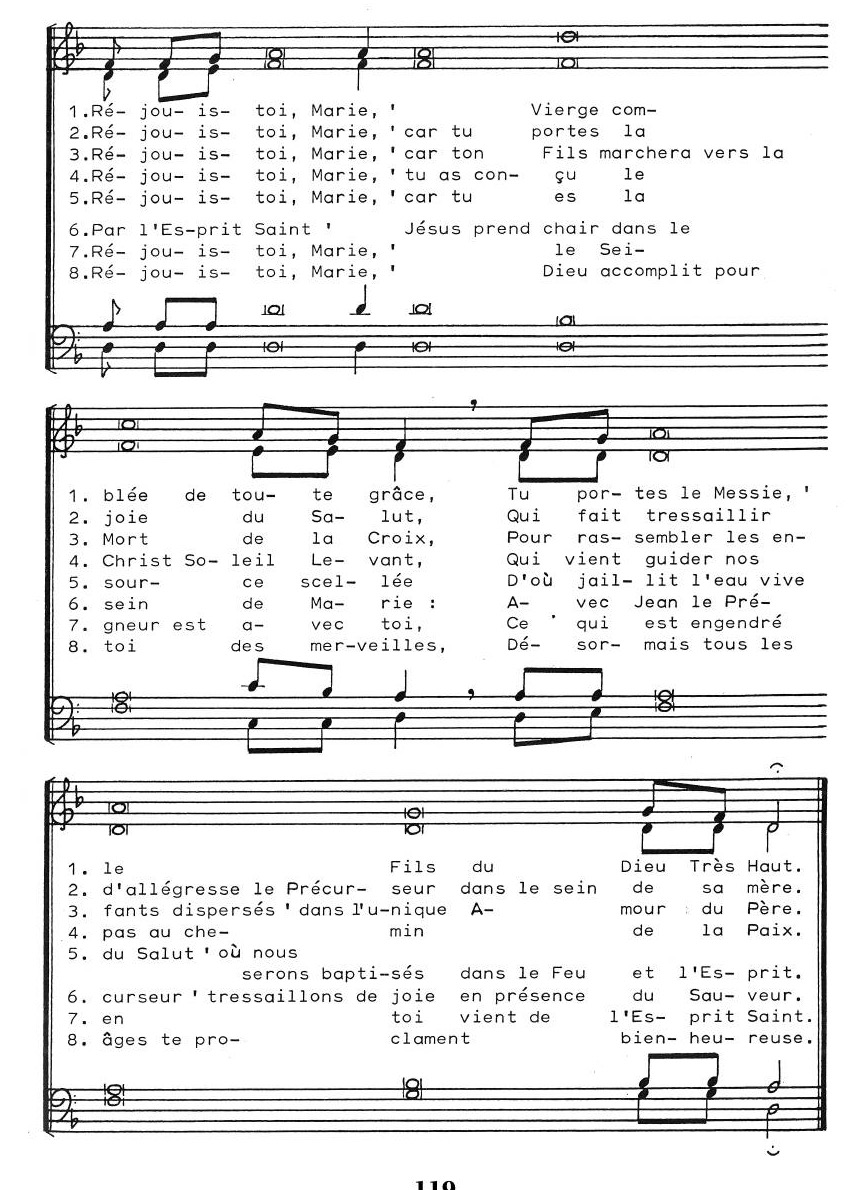 1.Ré- jou- is- toi, Marie, ' Vierge com-
2.Ré- jou- is- toi, Marie, ' car tu portes la
3.Ré- jou- is- toi, Marie, ' car ton Fils marchera vers la
4.Ré- jou- is- toi, Marie, ' tu as con- çu le
5.Ré- jou- is- toi, Marie, ' car tu es la
6.Par l'Es-prit Saint ' Jésus prend chair dans le
7.Ré- jou- is- toi, Marie, ' le Sei-
8.Ré- jou- is- toi, Marie, ' Dieu accomplit pour
1. blée de tou- te grâce, Tu por- tes le Messie, '
2. joie du Sa- lut, Qui fait tressaillir
3. Mort de la Croix, Pour ras- sembler les en-
4. Christ So- leil Le- vant, Qui vient guider nos
5. sour- ce scel- lée D'où jail- lit l'eau vive
6. sein de Ma- rie : A- vec Jean le Pré-
7. gneur est a- vec toi, Ce ' qui est engendré
8. toi des mer-veilles, Dé- sor- mais tous les
1. le Fils du Dieu Très Haut.
2. d'allégresse le Précur- seur dans le sein de sa mère.
3. fants dispersés ' dans l'u-nique A- mour du Père.
4. pas au che- min de la Paix.
5. du Salut ' où nous
serons bapti-sés dans le Feu et l'Es- prit.
6. curseur ' tressaillons de joie en présence du Sau- veur.
7. en toi vient de l'Es- prit Saint.
8. âges te pro- clament bien- heu- reuse.
119